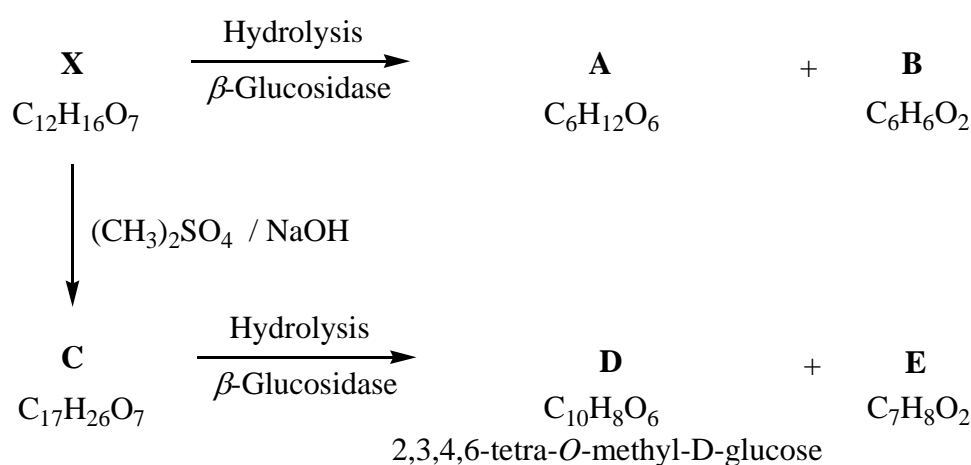 Hydrolysis
X A + B
β-Glucosidase
C₁₂H₁₆O₇ C₆H₁₂O₆ C₆H₆O₂
(CH₃)₂SO₄ / NaOH
Hydrolysis
C D + E
β-Glucosidase
C₁₇H₂₆O₇ C₁₀H₈O₆ C₇H₈O₂
2,3,4,6-tetra-O-methyl-D-glucose